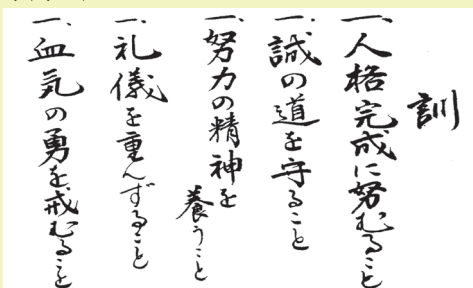 訓
一、人格完成に努むること
一、誠の道を守ること
一、努力の精神を
養うこと
一、礼儀を重んずること
一、血気の勇を戒むること